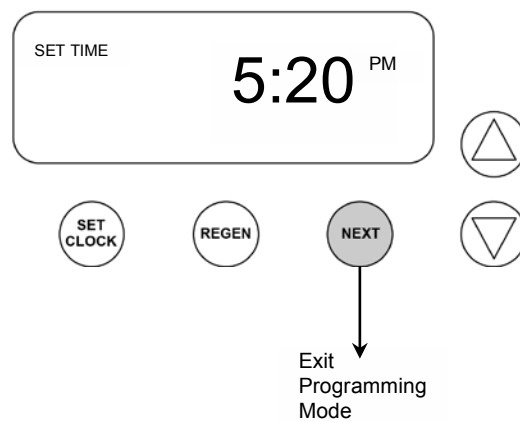 SET TIME
5:20 PM
SET
CLOCK
REGEN
NEXT
Exit
Programming
Mode